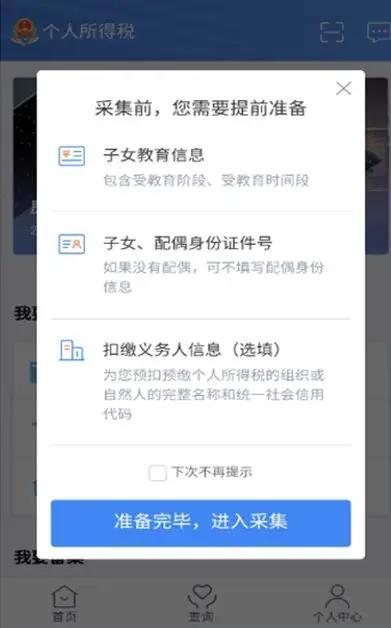 个人所得税
采集前，您需要提前准备
子女教育信息
包含受教育阶段、受教育时间段
子女、配偶身份证件号
如果没有配偶，可不填写配偶身份
信息
扣缴义务人信息（选填）
为您预扣预缴个人所得税的组织或
自然人的完整名称和统一社会信用
代码
下次不再提示
准备完毕，进入采集
首页
查询
个人中心